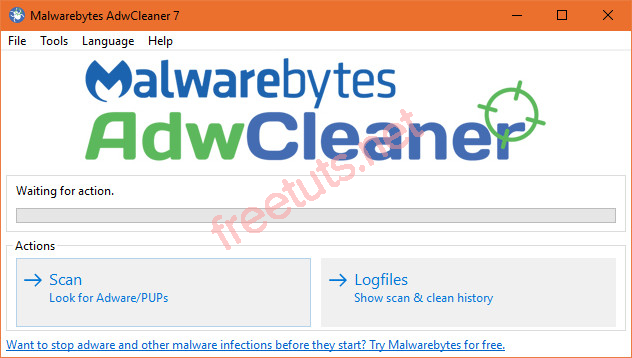 Malwarebytes AdwCleaner 7
File Tools Language Help
Malwarebytes
AdwCleaner
Waiting for action.
freetuts.net
Actions
Scan
Look for Adware/PUPs
Logfiles
Show scan & clean history
Want to stop adware and other malware infections before they start? Try Malwarebytes for free.